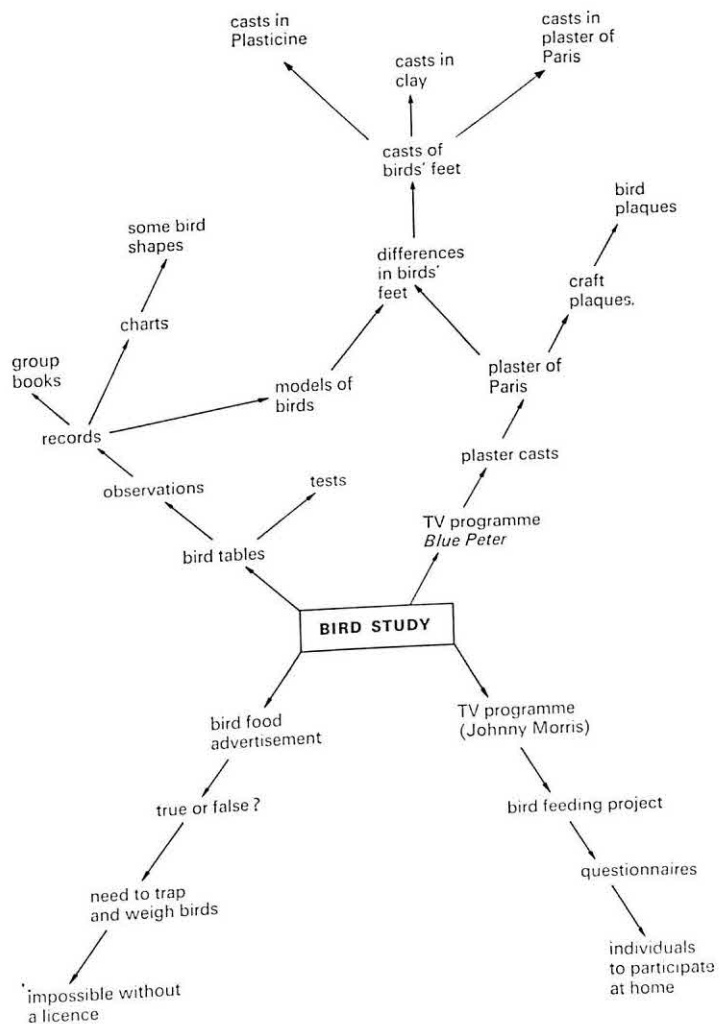 casts in
Plasticine
casts in
clay
casts in
plaster of
Paris
casts of
birds' feet
bird
plaques
some bird
shapes
differences
in birds'
feet
craft
plaques.
charts
group
books
models of
birds
plaster of
Paris
records
plaster casts
observations
tests
TV programme
Blue Peter
bird tables
BIRD STUDY
bird food
advertisement
TV programme
(Johnny Morris)
true or false?
bird feeding project
need to trap
and weigh birds
questionnaires
impossible without
a licence
individuals
to participate
at home